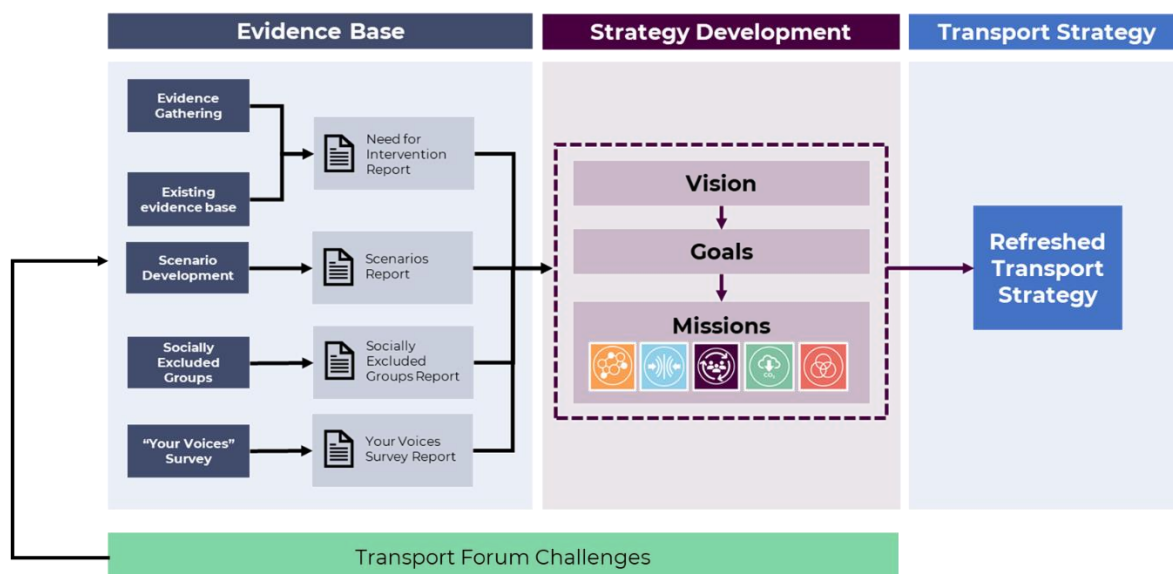 Evidence Base
Strategy Development
Transport Strategy
Evidence
Gathering
Existing
evidence base
Need for
Intervention
Report
Scenario
Development
Scenarios
Report
Socially
Excluded
Groups
Socially
Excluded
Groups Report
“Your Voices”
Survey
Your Voices
Survey Report
Vision
Goals
Missions
CO₂
Refreshed
Transport
Strategy
Transport Forum Challenges